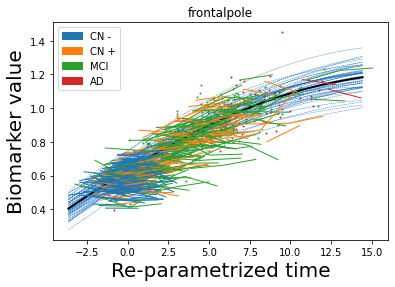 frontalpole
CN -
CN +
MCI
AD
Biomarker value
1.4
1.2
1.0
0.8
0.6
0.4
−2.5 0.0 2.5 5.0 7.5 10.0 12.5 15.0
Re-parametrized time